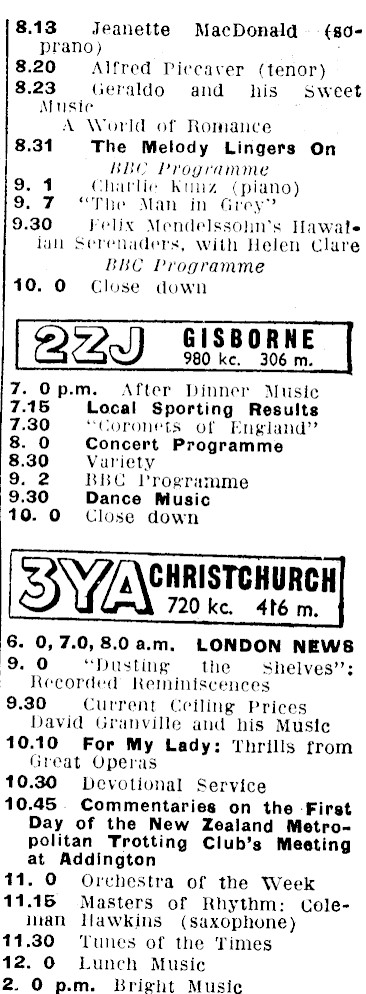 8.13 Jeanette MacDonald (so-
prano)
8.20 Alfred Piccaver (tenor)
8.23 Geraldo and his Sweet
Music
A World of Romance
8.31 The Melody Lingers On
BBC Programme
9. 1 Charlie Kunz (piano)
9. 7 "The Man in Grey"
9.30 Felix Mendelssohn's Hawai-
ian Serenaders, with Helen Clare
BBC Programme
10. 0 Close down
2ZJ GISBORNE
980 kc. 306 m.
7. 0 p.m. After Dinner Music
7.15 Local Sporting Results
7.30 "Coronets of England"
8. 0 Concert Programme
8.30 Variety
9. 2 BBC Programme
9.30 Dance Music
10. 0 Close down
3YA CHRISTCHURCH
720 kc. 416 m.
6. 0, 7.0, 8.0 a.m. LONDON NEWS
9. 0 "Dusting the Shelves":
Recorded Reminiscences
9.30 Current Ceiling Prices
David Granville and his Music
10.10 For My Lady: Thrills from
Great Operas
10.30 Devotional Service
10.45 Commentaries on the First
Day of the New Zealand Metro-
politan Trotting Club's Meeting
at Addington
11. 0 Orchestra of the Week
11.15 Masters of Rhythm: Cole-
man Hawkins (saxophone)
11.30 Tunes of the Times
12. 0 Lunch Music
2. 0 p.m. Bright Music